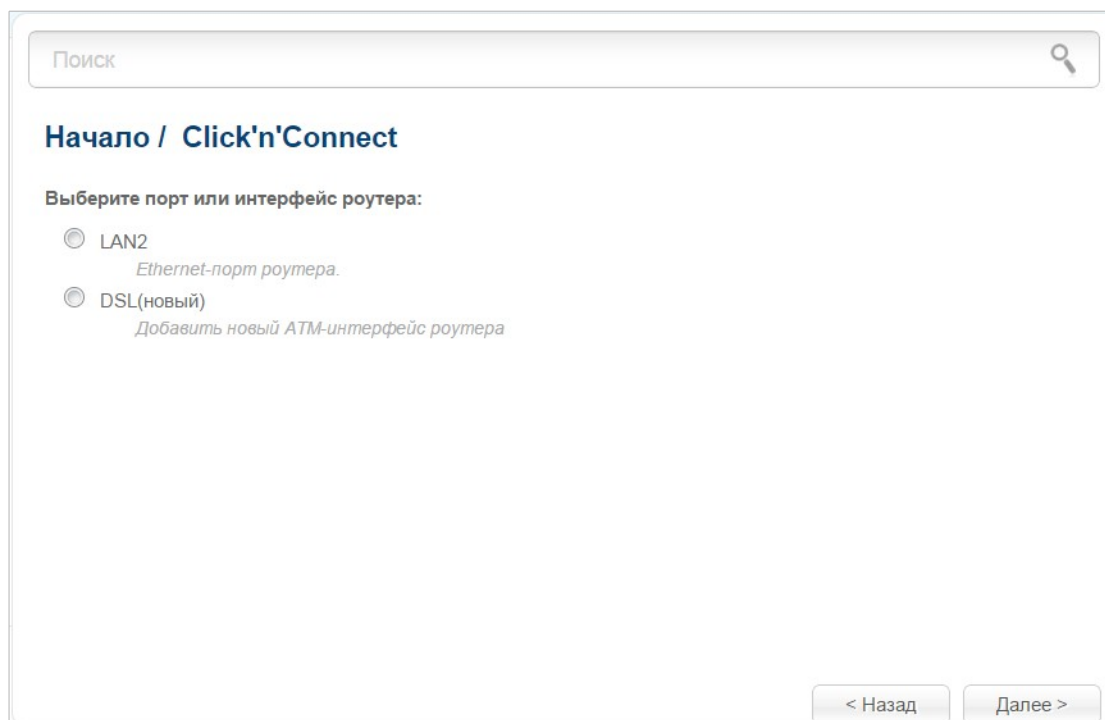 Поиск
Начало /  Click'n'Connect
Выберите порт или интерфейс роутера:
LAN2
Ethernet-порт роутера.
DSL(новый)
Добавить новый ATM-интерфейс роутера
< Назад
Далее >